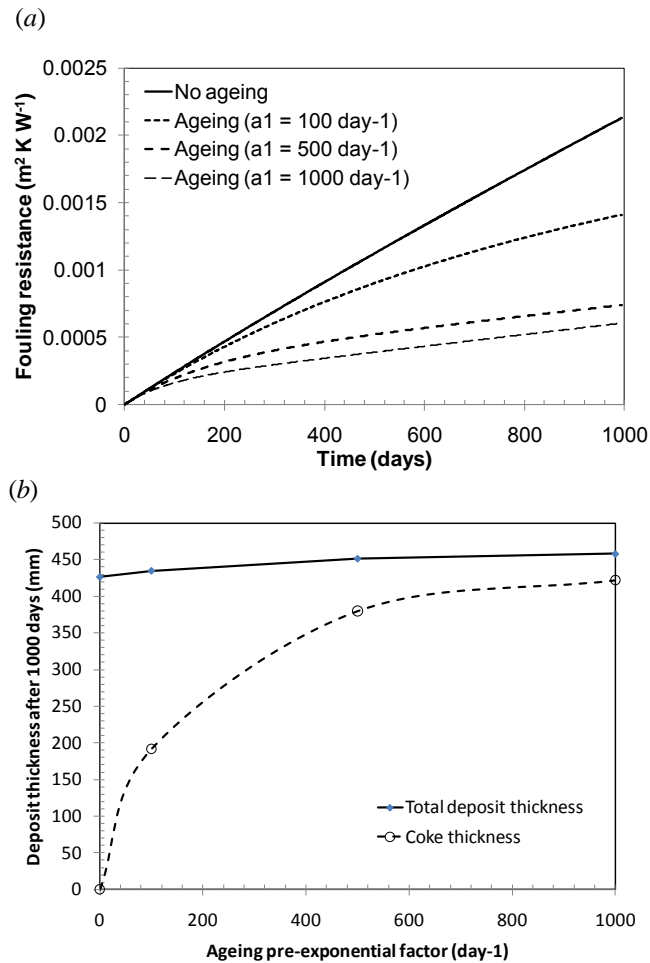 (a)
0.0025
0.002
0.0015
0.001
0.0005
0
Fouling resistance (m² K W⁻¹)
No ageing
Ageing (a1 = 100 day-1)
Ageing (a1 = 500 day-1)
Ageing (a1 = 1000 day-1)
0 200 400 600 800 1000
Time (days)
(b)
500
450
400
350
300
250
200
150
100
50
0
Deposit thickness after 1000 days (mm)
Total deposit thickness
Coke thickness
0 200 400 600 800 1000
Ageing pre-exponential factor (day-1)